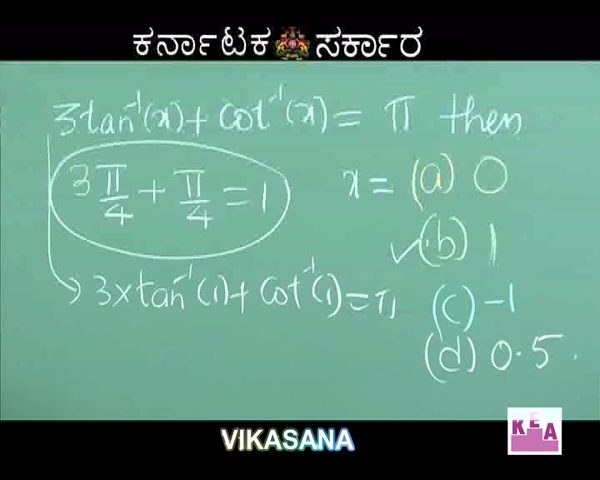 ಕರ್ನಾಟಕ ಸರ್ಕಾರ
3tan⁻¹(x) + cot⁻¹(x) = π then
3 π/4 + π/4 = 1
x = (a) 0
✓(b) 1
3×tan⁻¹(1) + cot⁻¹(1) = π
(c) -1
(d) 0.5.
KEA
VIKASANA